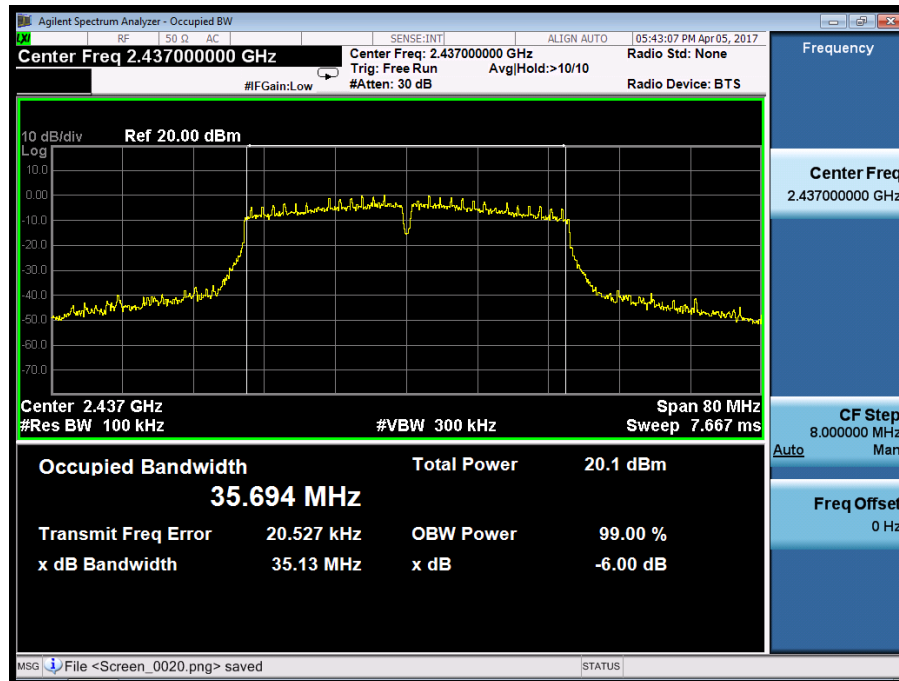 Agilent Spectrum Analyzer - Occupied BW
LXI RF 50 Ω AC SENSE:INT ALIGN AUTO 05:43:07 PM Apr 05, 2017
Center Freq 2.437000000 GHz
Center Freq: 2.437000000 GHz Radio Std: None
Trig: Free Run Avg|Hold:>10/10
#IFGain:Low #Atten: 30 dB Radio Device: BTS
10 dB/div Ref 20.00 dBm
Log
10.0
0.00
-10.0
-20.0
-30.0
-40.0
-50.0
-60.0
-70.0
Center 2.437 GHz Span 80 MHz
#Res BW 100 kHz #VBW 300 kHz Sweep 7.667 ms
Occupied Bandwidth Total Power 20.1 dBm
35.694 MHz
Transmit Freq Error 20.527 kHz OBW Power 99.00 %
x dB Bandwidth 35.13 MHz x dB -6.00 dB
MSG File <Screen_0020.png> saved STATUS
Frequency
Center Freq
2.437000000 GHz
CF Step
8.000000 MHz
Auto Man
Freq Offset
0 Hz